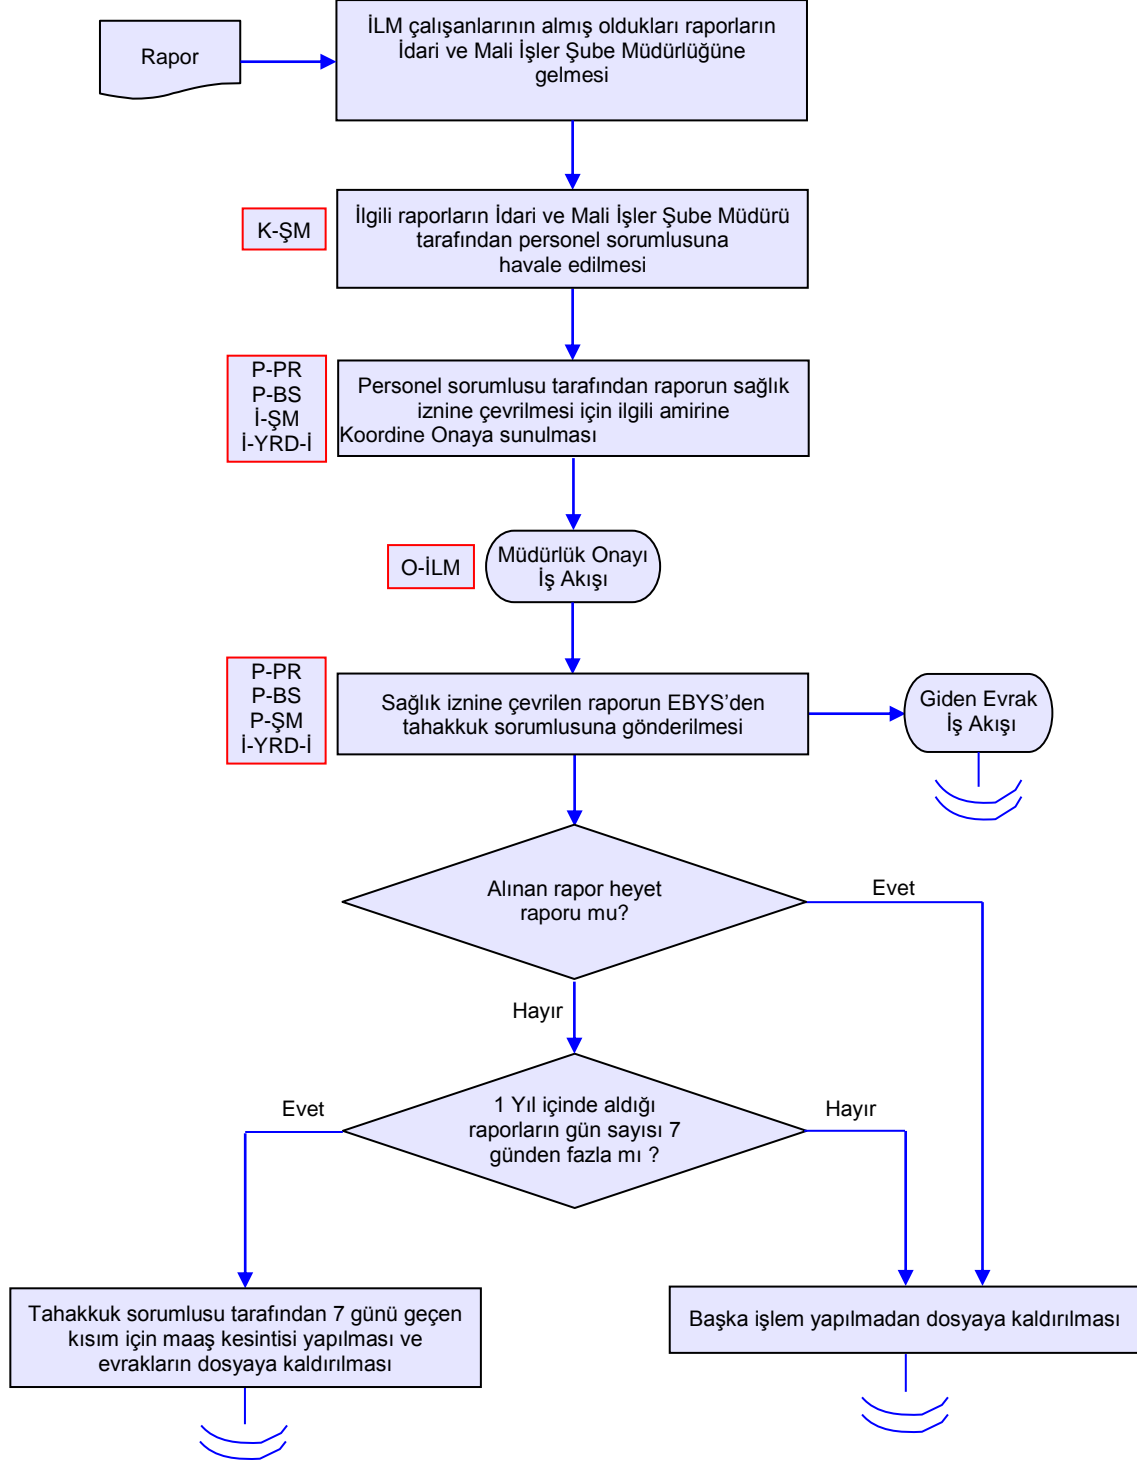 Rapor
İLM çalışanlarının almış oldukları raporların
İdari ve Mali İşler Şube Müdürlüğüne
gelmesi
K-ŞM
İlgili raporların İdari ve Mali İşler Şube Müdürü
tarafından personel sorumlusuna
havale edilmesi
P-PR
P-BS
İ-ŞM
İ-YRD-İ
Personel sorumlusu tarafından raporun sağlık
iznine çevrilmesi için ilgili amirine
Koordine Onaya sunulması
O-İLM
Müdürlük Onayı
İş Akışı
P-PR
P-BS
P-ŞM
İ-YRD-İ
Sağlık iznine çevrilen raporun EBYS’den
tahakkuk sorumlusuna gönderilmesi
Giden Evrak
İş Akışı
Alınan rapor heyet
raporu mu?
Evet
Hayır
1 Yıl içinde aldığı
raporların gün sayısı 7
günden fazla mı ?
Evet
Hayır
Tahakkuk sorumlusu tarafından 7 günü geçen
kısım için maaş kesintisi yapılması ve
evrakların dosyaya kaldırılması
Başka işlem yapılmadan dosyaya kaldırılması